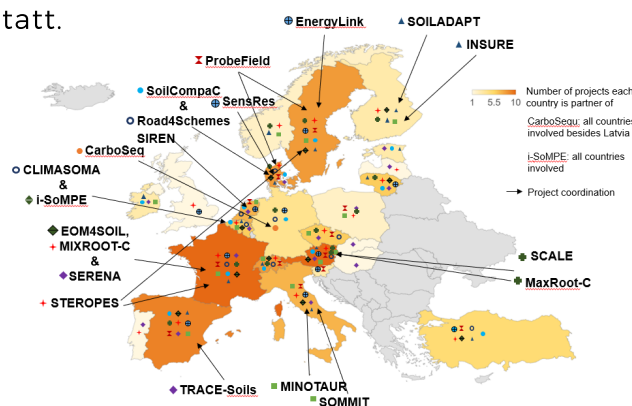 tatt.
EnergyLink
SOILADAPT
INSURE
ProbeField
SoilCompaC
&
Road4Schemes
SensRes
SIREN
CarboSeq
CLIMASOMA
&
i-SoMPE
EOM4SOIL,
MIXROOT-C
&
SERENA
STEROPES
TRACE-Soils
MINOTAUR
SOMMIT
SCALE
MaxRoot-C
1 5.5 10
Number of projects each
country is partner of
CarboSequ: all countries
involved besides Latvia
i-SoMPE: all countries
involved
Project coordination